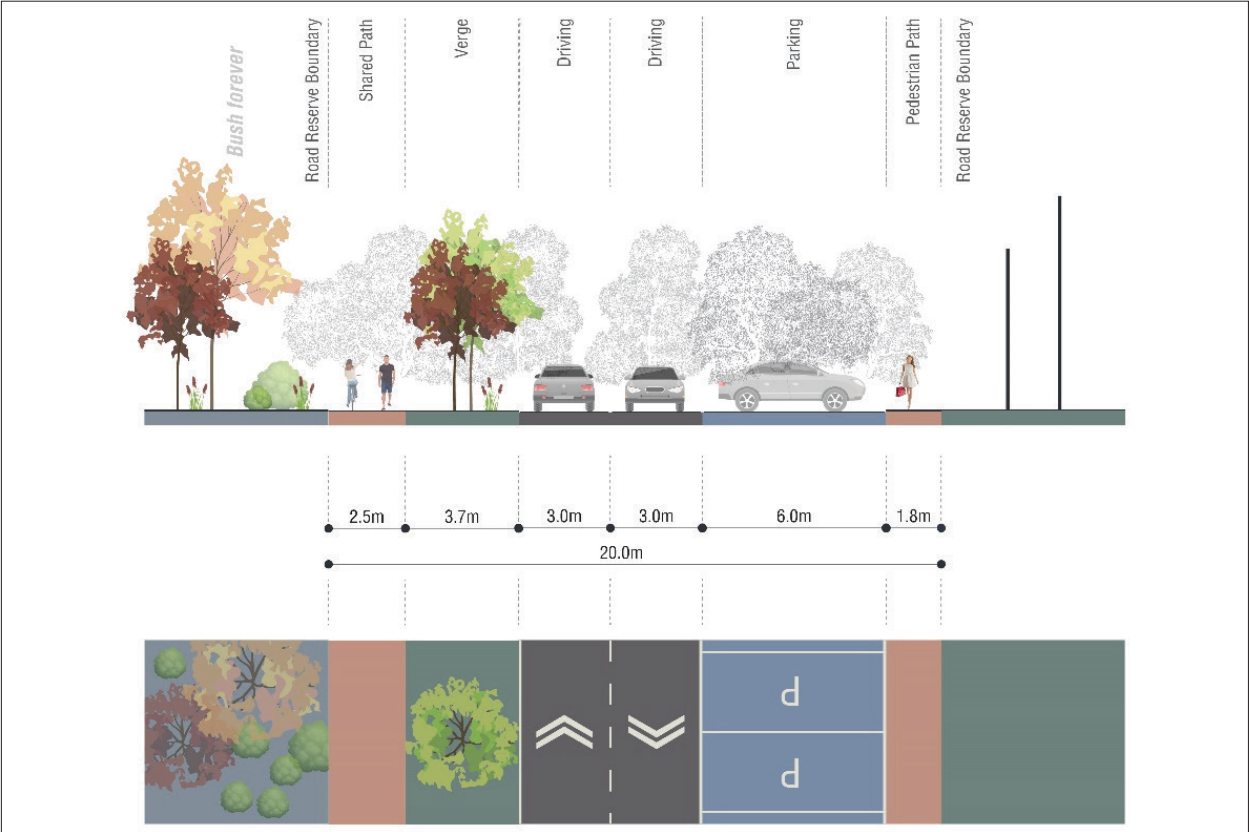 Bush forever
Road Reserve Boundary
Shared Path
Verge
Driving
Driving
Parking
Pedestrian Path
Road Reserve Boundary
2.5m
3.7m
3.0m
3.0m
6.0m
1.8m
20.0m
P
P